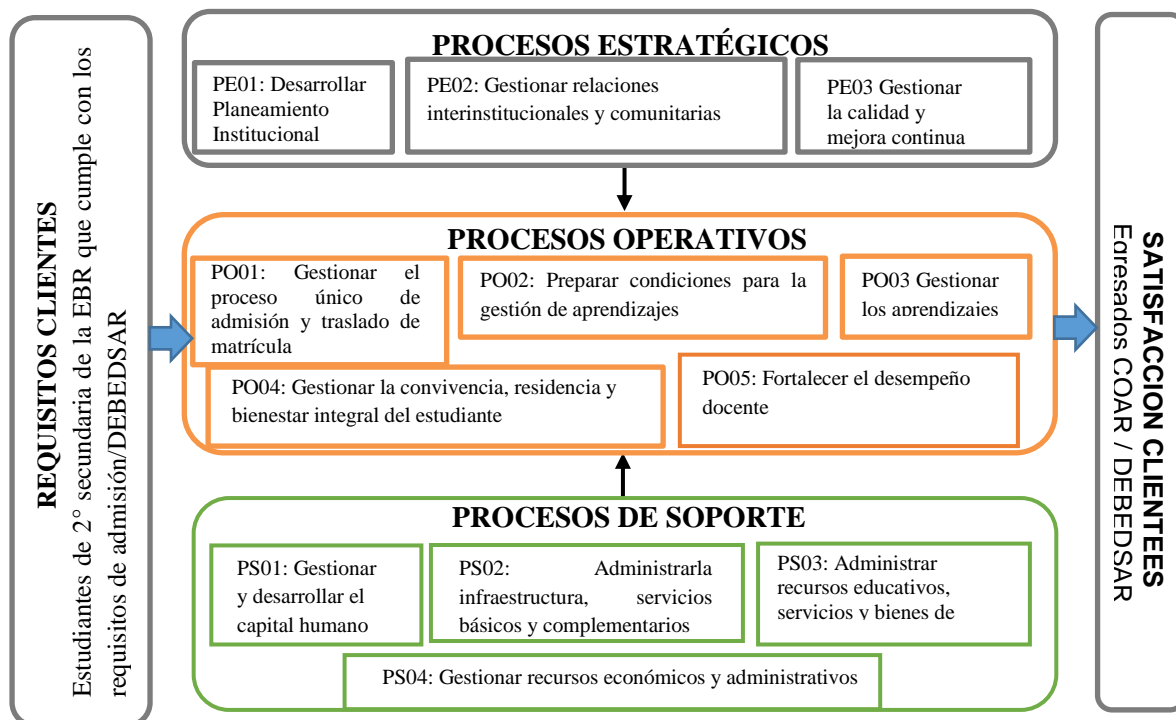 REQUISITOS CLIENTES
Estudiantes de 2° secundaria de la EBR que cumple con los
requisitos de admisión/DEBEDSAR
PROCESOS ESTRATÉGICOS
PE01: Desarrollar
Planeamiento
Institucional
PE02: Gestionar relaciones
interinstitucionales y comunitarias
PE03 Gestionar
la calidad y
mejora continua
PROCESOS OPERATIVOS
PO01: Gestionar el
proceso único de
admisión y traslado de
matrícula
PO02: Preparar condiciones para la
gestión de aprendizajes
PO03 Gestionar
los aprendizajes
PO04: Gestionar la convivencia, residencia y
bienestar integral del estudiante
PO05: Fortalecer el desempeño
docente
PROCESOS DE SOPORTE
PS01: Gestionar
y desarrollar el
capital humano
PS02: Administrarla
infraestructura, servicios
básicos y complementarios
PS03: Administrar
recursos educativos,
servicios y bienes de
PS04: Gestionar recursos económicos y administrativos
SATISFACCION CLIENTEES
Egresados COAR / DEBEDSAR